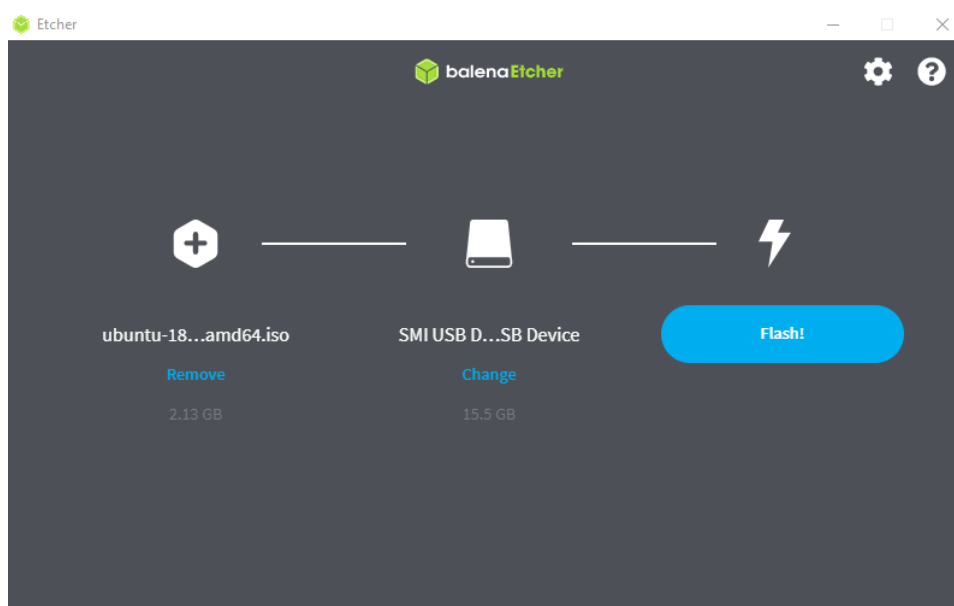 Etcher
balenaEtcher
ubuntu-18...amd64.iso
SMI USB D...SB Device
Flash!
Remove
Change
2.13 GB
15.5 GB